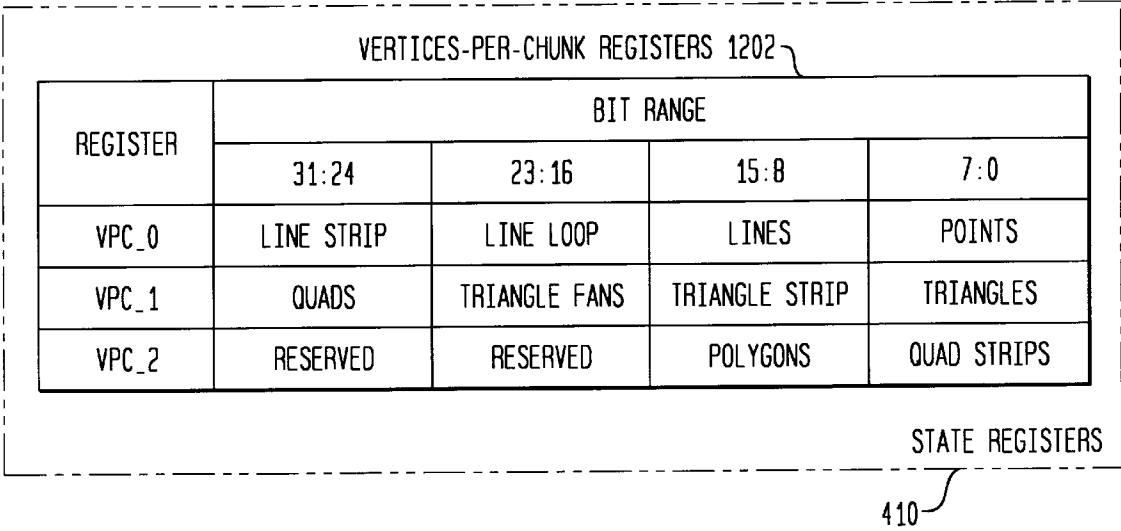 VERTICES-PER-CHUNK REGISTERS 1202
REGISTER
BIT RANGE
31:24 23:16 15:8 7:0
VPC_0 LINE STRIP LINE LOOP LINES POINTS
VPC_1 QUADS TRIANGLE FANS TRIANGLE STRIP TRIANGLES
VPC_2 RESERVED RESERVED POLYGONS QUAD STRIPS
STATE REGISTERS
410